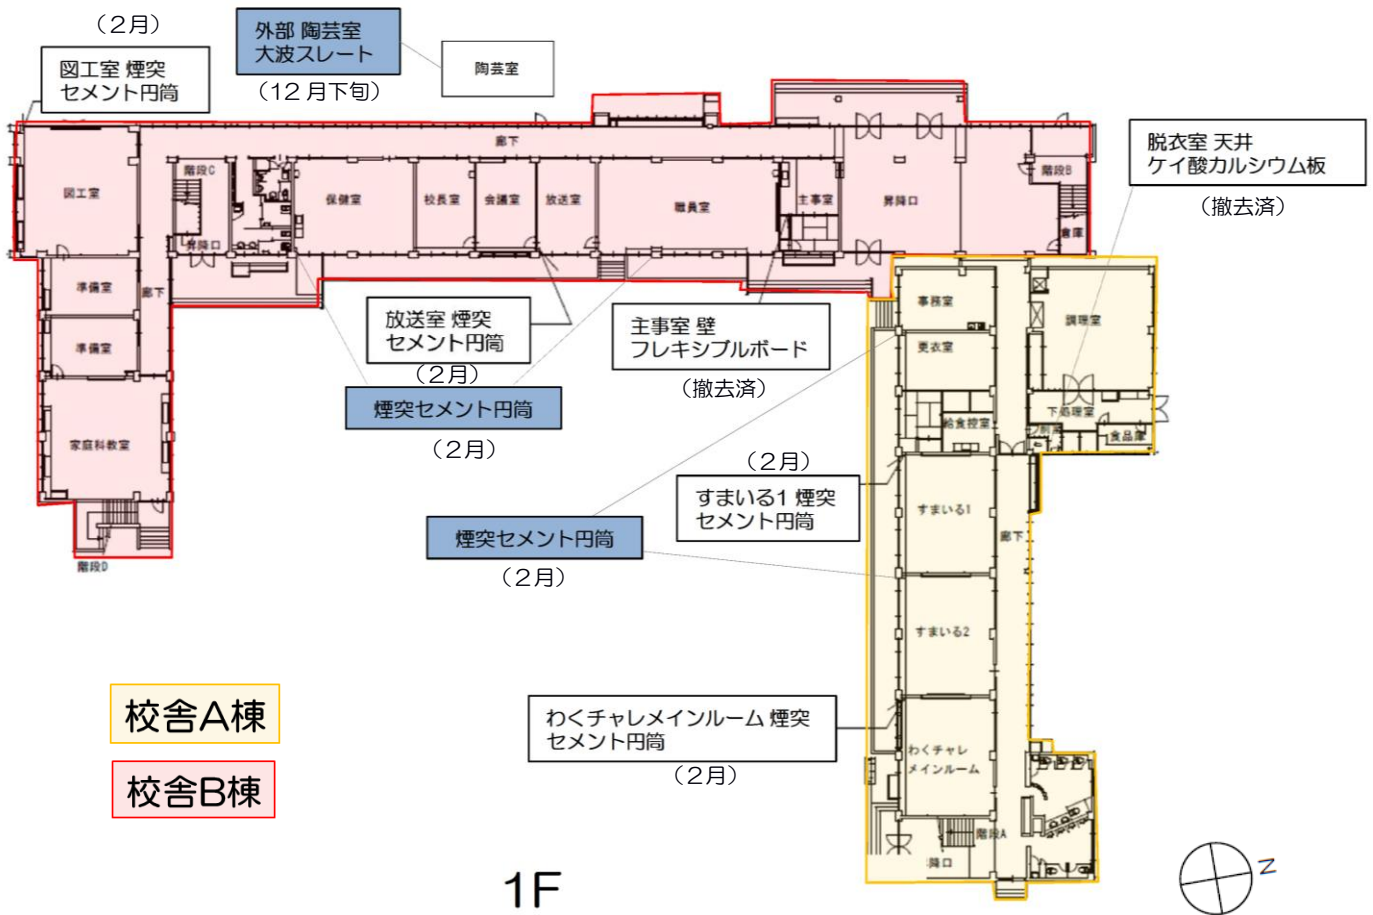 （２月）
図工室 煙突
セメント円筒
外部 陶芸室
大波スレート
（12 月下旬）
陶芸室
脱衣室 天井
ケイ酸カルシウム板
（撤去済）
廊下
図工室
階段C
昇降口
保健室
校長室
会議室
放送室
職員室
主事室
昇降口
階段B
倉庫
準備室
廊下
準備室
家庭科教室
階段D
放送室 煙突
セメント円筒
（２月）
主事室 壁
フレキシブルボード
（撤去済）
煙突セメント円筒
（２月）
事務室
更衣室
調理室
給食控室
下処理室
食品庫
（２月）
すまいる1 煙突
セメント円筒
煙突セメント円筒
（２月）
すまいる1
廊下
すまいる2
わくチャレメインルーム 煙突
セメント円筒
（２月）
わくチャレ
メインルーム
階段A
降口
校舎A棟
校舎B棟
1F
N